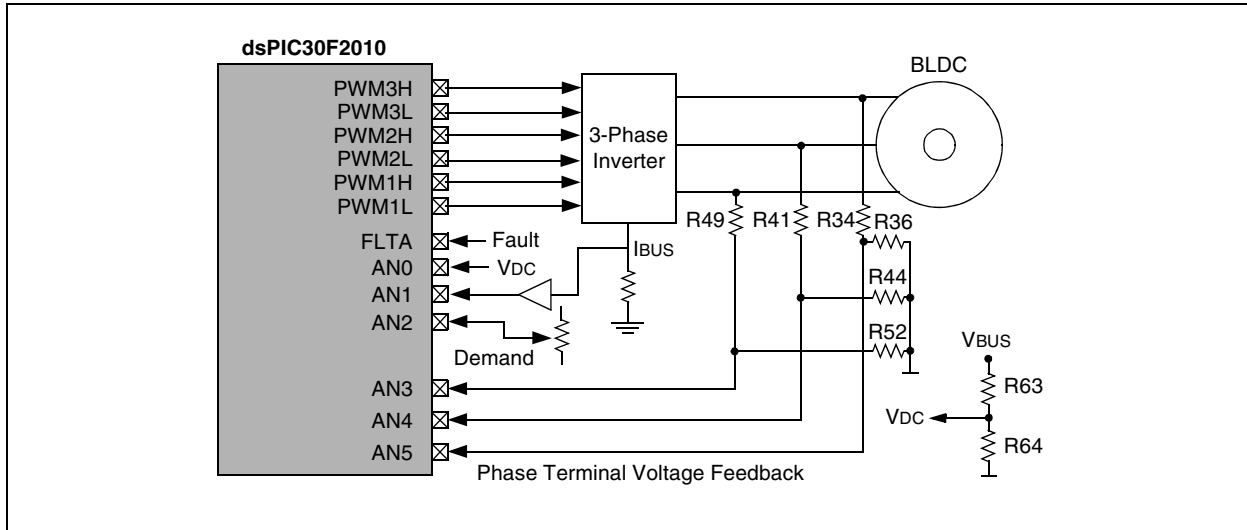 dsPIC30F2010
BLDC
PWM3H
PWM3L
PWM2H
PWM2L
PWM1H
PWM1L
3-Phase
Inverter
R49
R41
R34
R36
FLTA
Fault
IBUS
AN0
VDC
AN1
R44
AN2
Demand
R52
VBUS
AN3
R63
AN4
VDC
AN5
R64
Phase Terminal Voltage Feedback